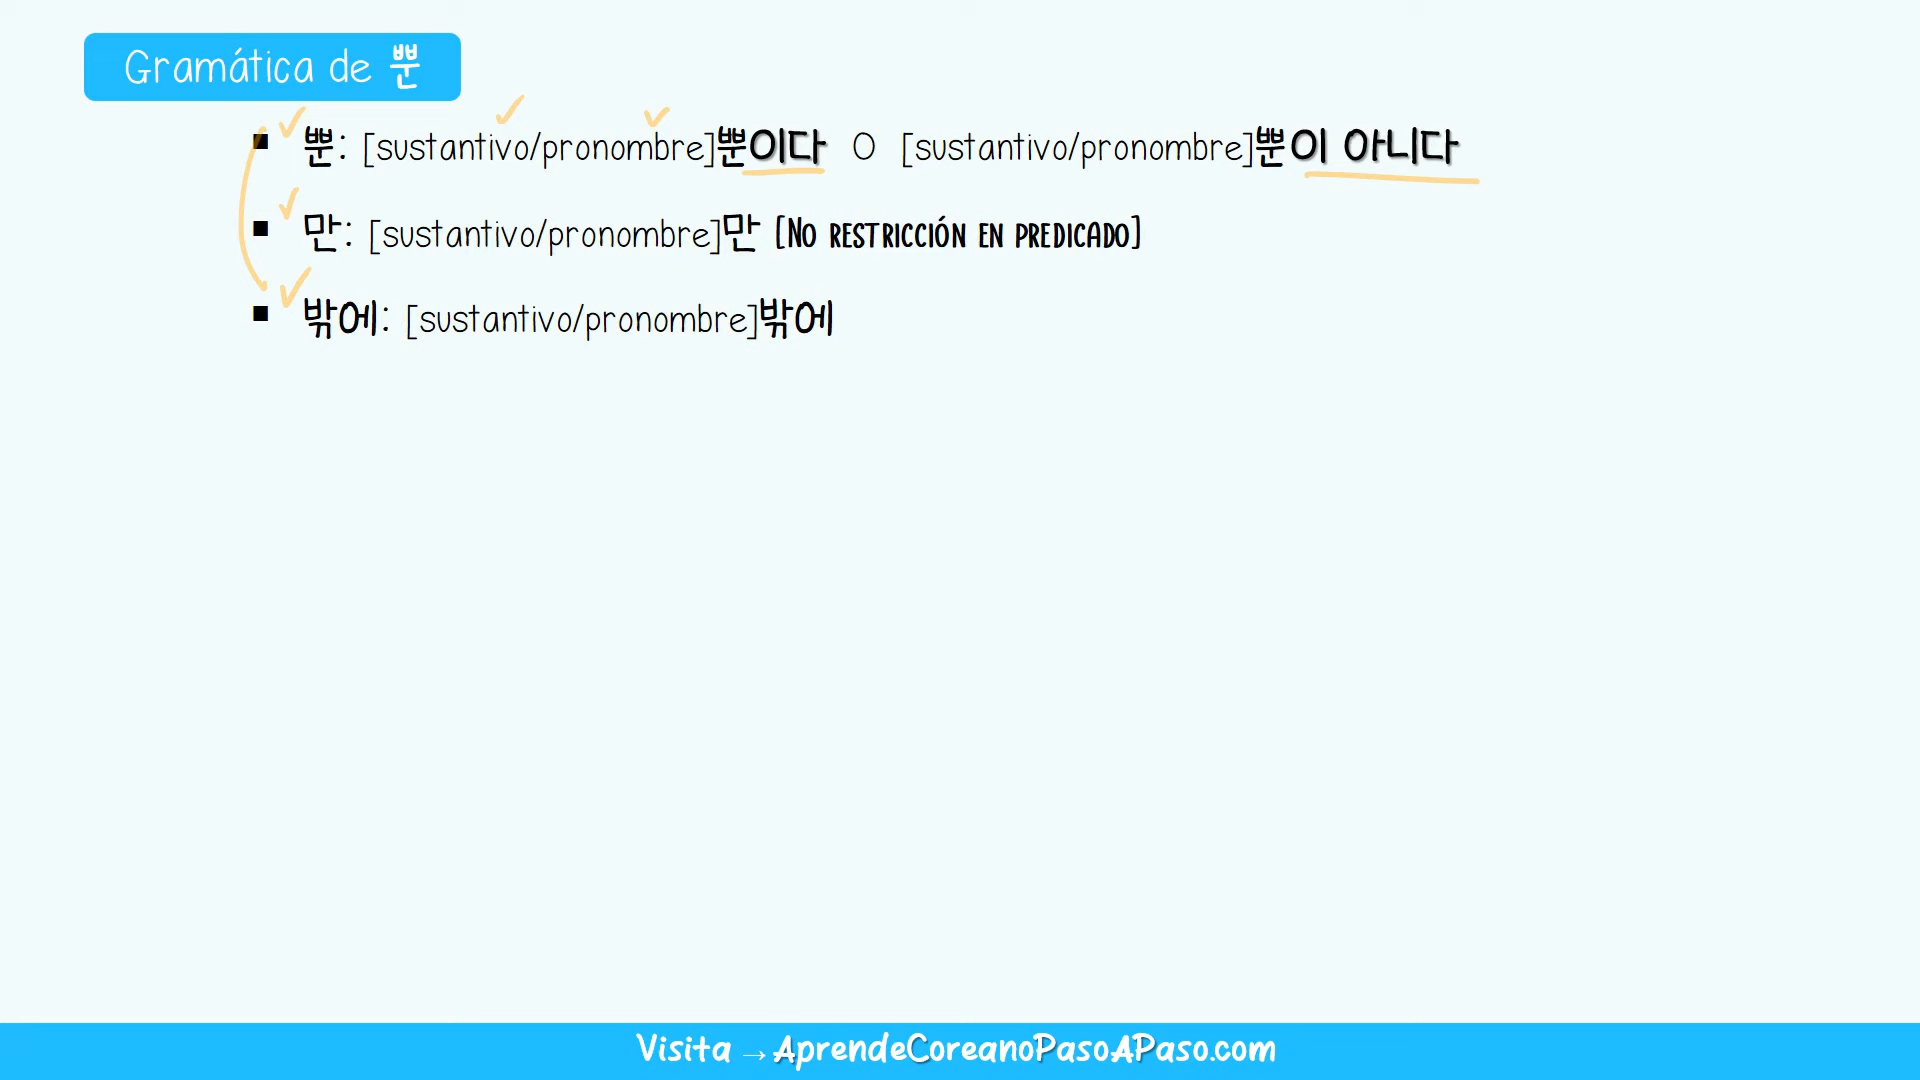 Gramática de 뿐
▪ 뿐: [sustantivo/pronombre]뿐이다 O [sustantivo/pronombre]뿐이 아니다
▪ 만: [sustantivo/pronombre]만 [No restricción en predicado]
▪ 밖에: [sustantivo/pronombre]밖에
Visita →AprendeCoreanoPasoAPaso.com